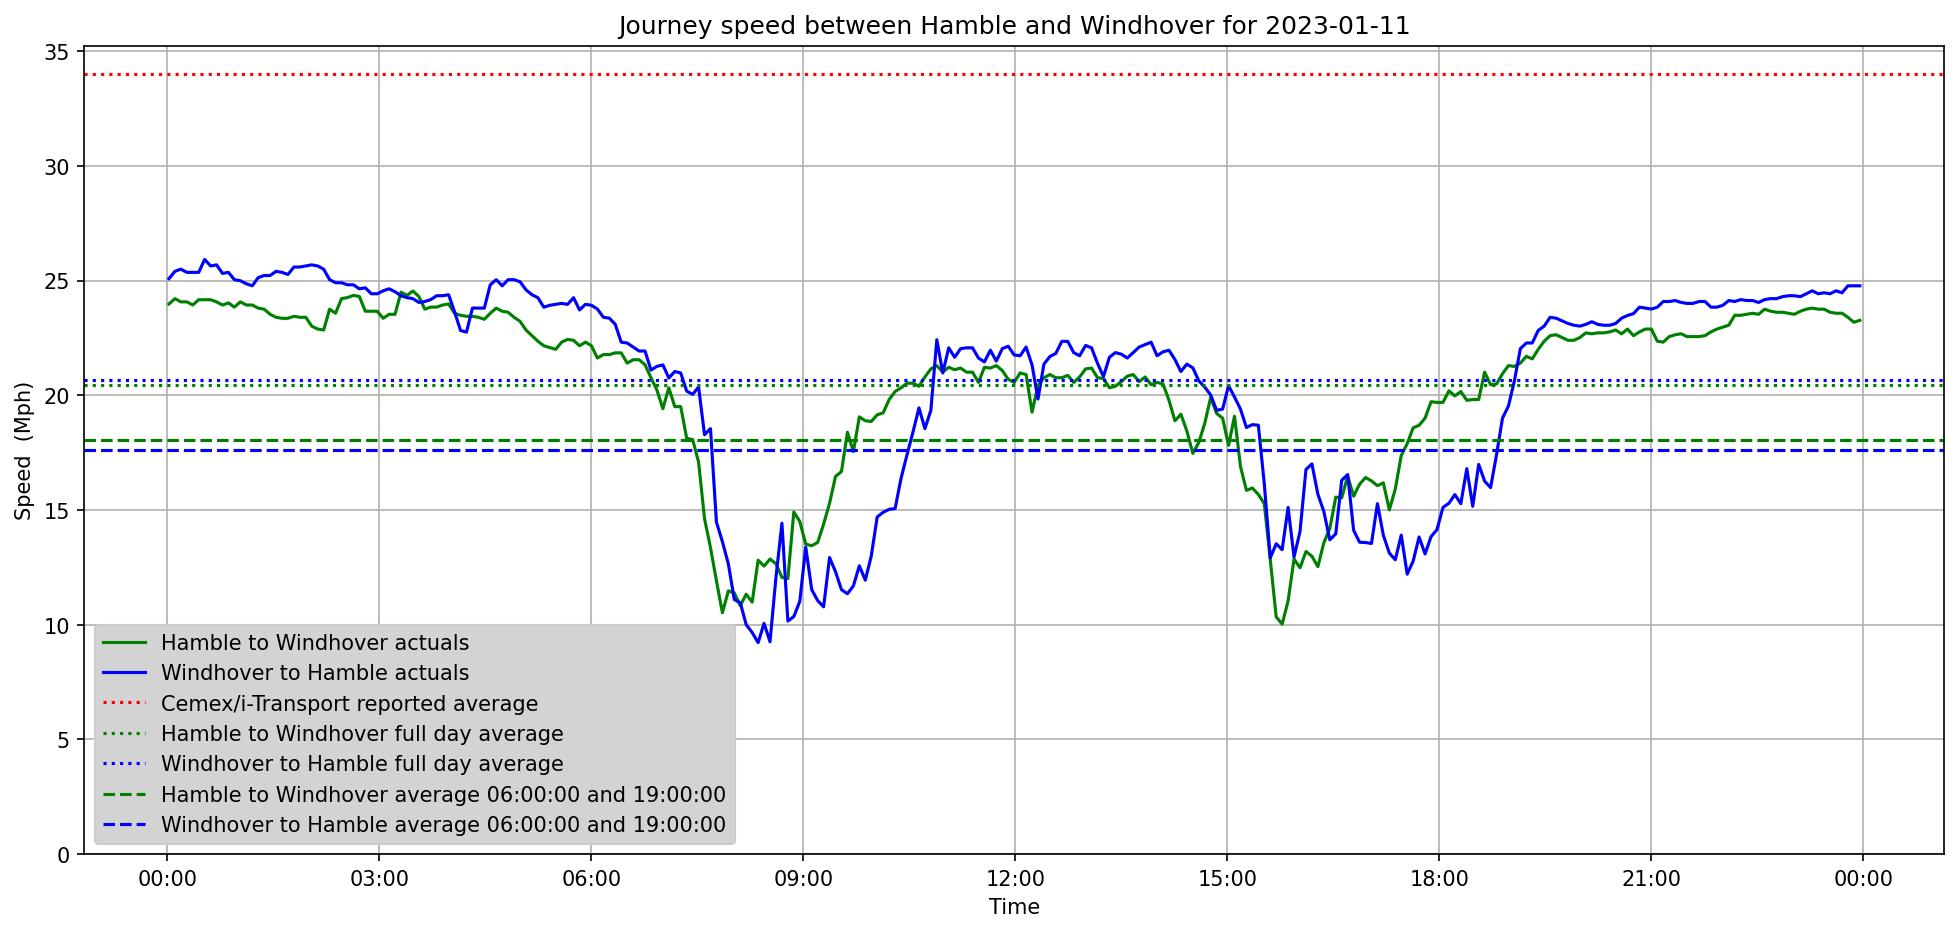 Journey speed between Hamble and Windhover for 2023-01-11
35
30
25
20
15
10
5
0
Speed (Mph)
Hamble to Windhover actuals
Windhover to Hamble actuals
Cemex/i-Transport reported average
Hamble to Windhover full day average
Windhover to Hamble full day average
Hamble to Windhover average 06:00:00 and 19:00:00
Windhover to Hamble average 06:00:00 and 19:00:00
00:00 03:00 06:00 09:00 12:00 15:00 18:00 21:00 00:00
Time